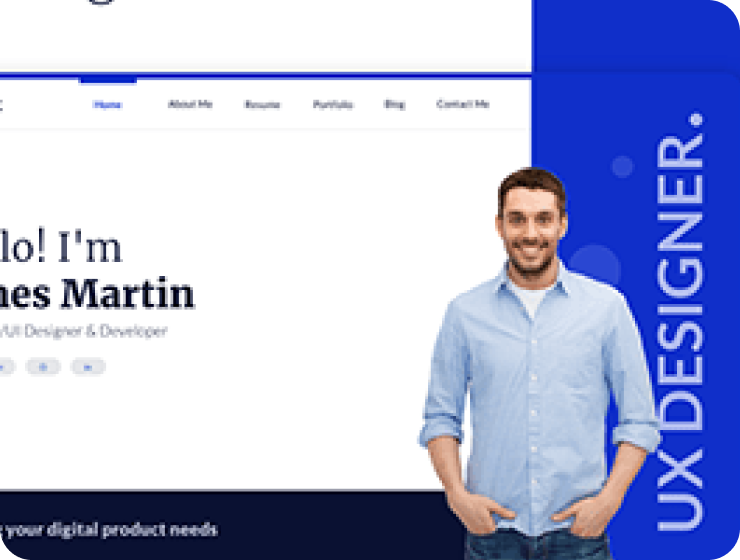 Home About Me Resume Portfolio Blog Contact Me
lo! I'm
nes Martin
/UI Designer & Developer
your digital product needs
UX DESIGNER.